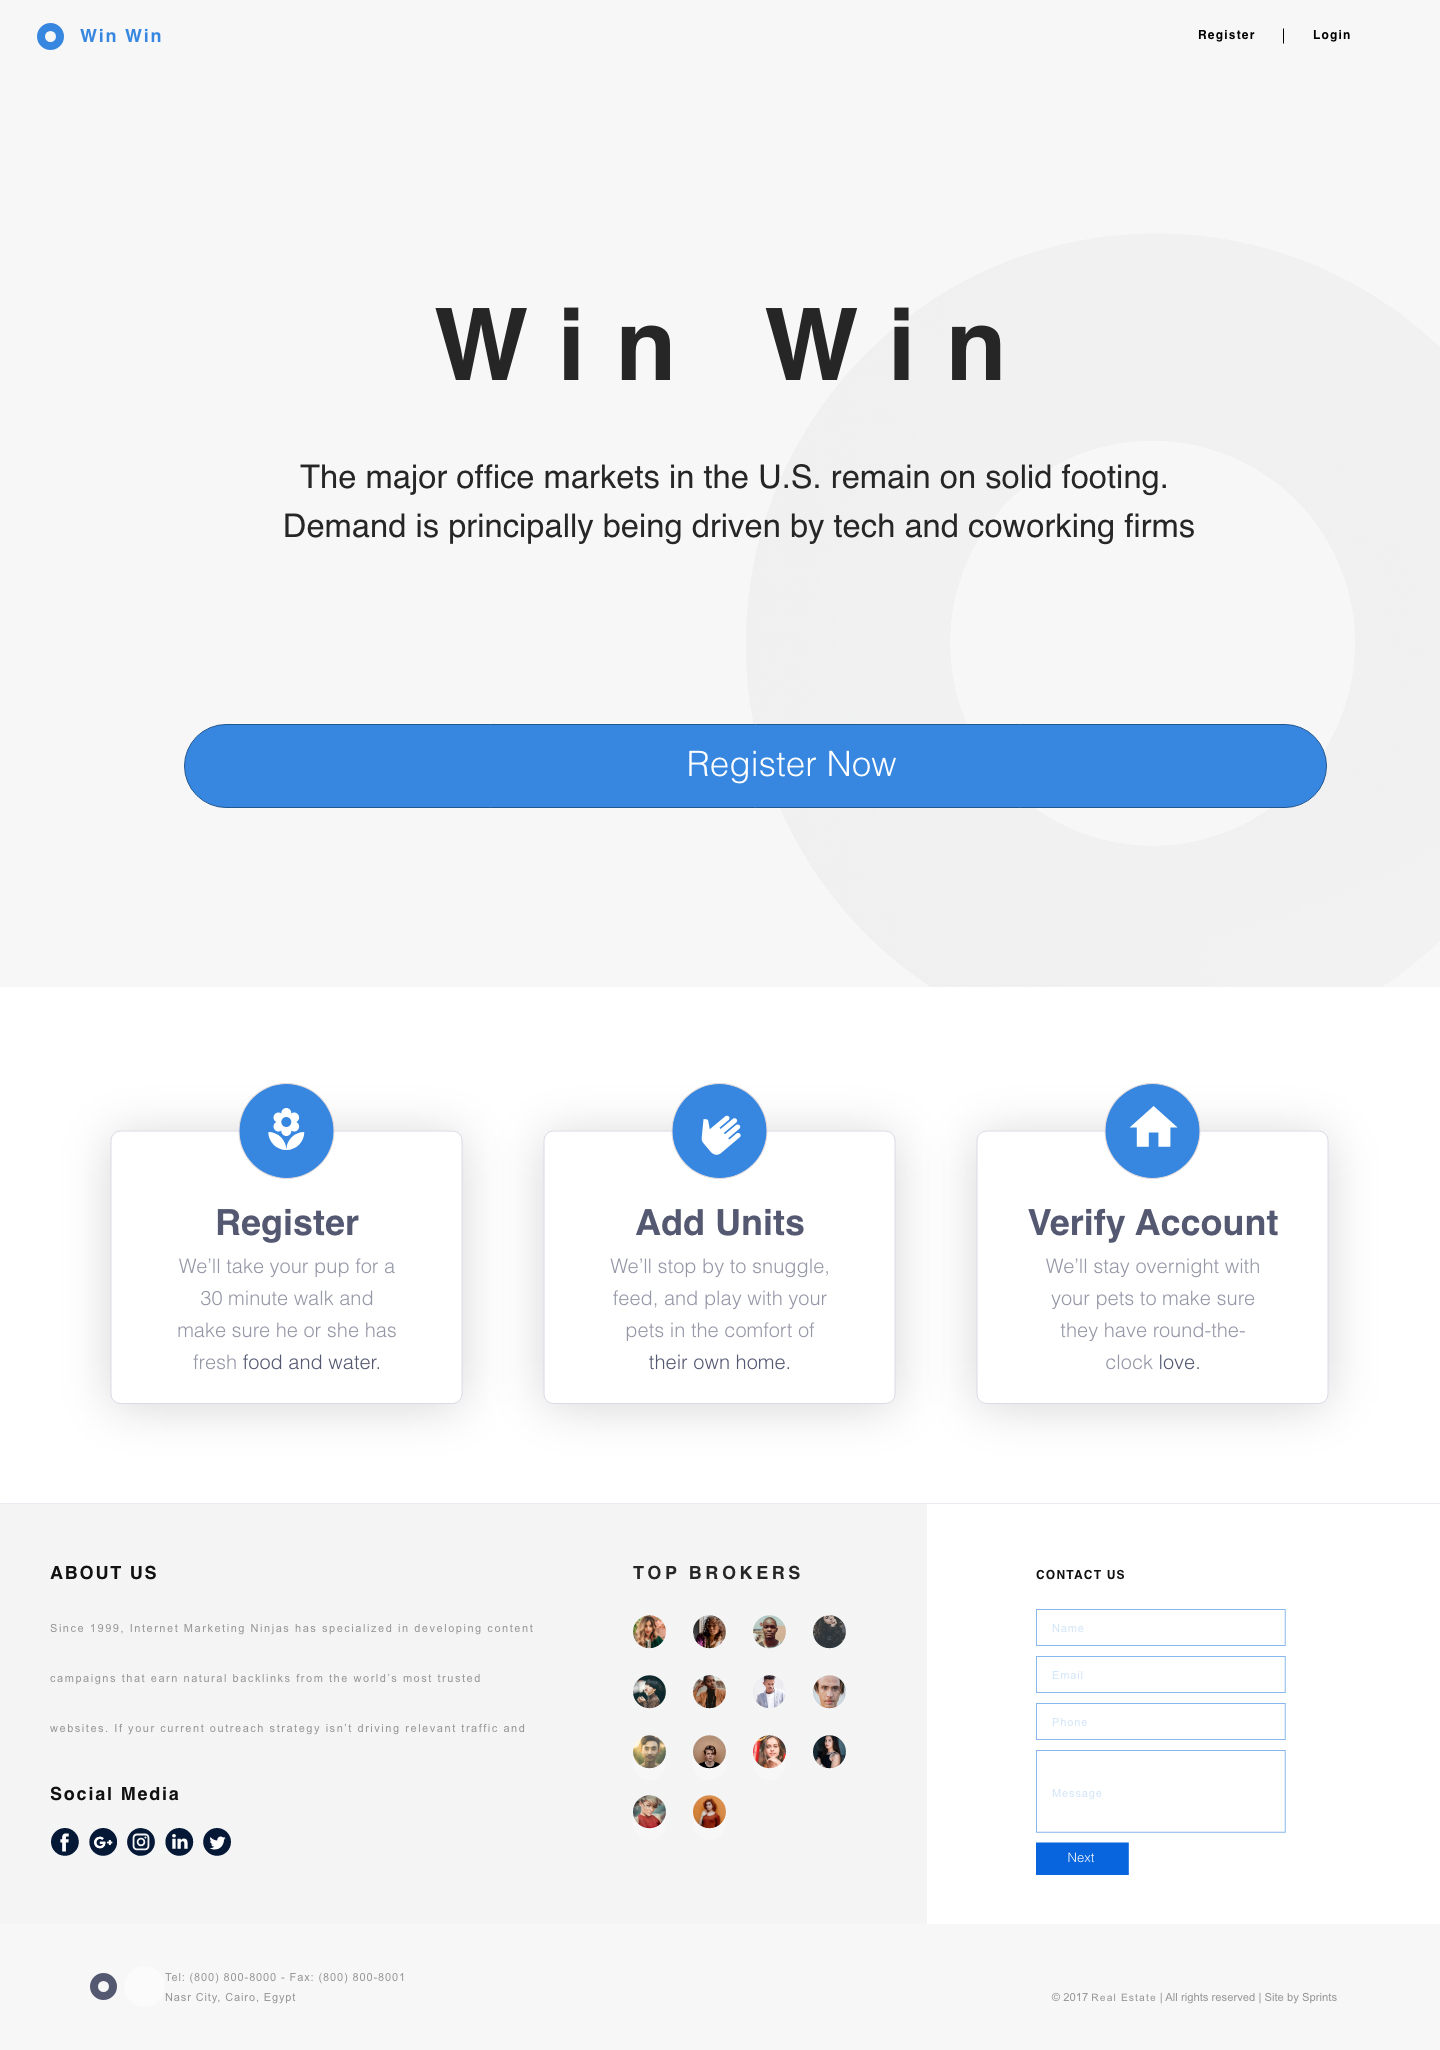 Win Win
Register | Login
Win Win
The major office markets in the U.S. remain on solid footing.
Demand is principally being driven by tech and coworking firms
Register Now
Register
We’ll take your pup for a
30 minute walk and
make sure he or she has
fresh food and water.
Add Units
We’ll stop by to snuggle,
feed, and play with your
pets in the comfort of
their own home.
Verify Account
We’ll stay overnight with
your pets to make sure
they have round-the-
clock love.
ABOUT US
Since 1999, Internet Marketing Ninjas has specialized in developing content
campaigns that earn natural backlinks from the world’s most trusted
websites. If your current outreach strategy isn’t driving relevant traffic and
Social Media
TOP BROKERS
CONTACT US
Name
Email
Phone
Message
Next
Tel: (800) 800-8000 - Fax: (800) 800-8001
Nasr City, Cairo, Egypt
© 2017 Real Estate | All rights reserved | Site by Sprints